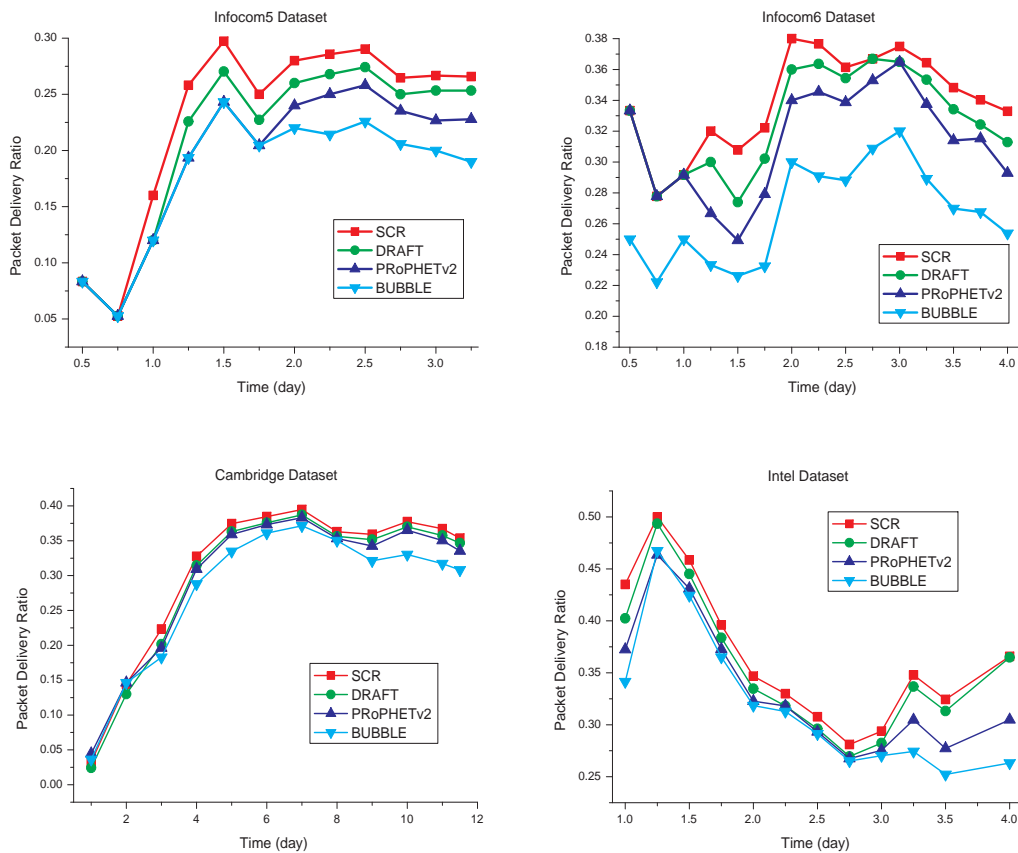 Infocom5 Dataset
0.30
0.25
0.20
0.15
0.10
0.05
Packet Delivery Ratio
SCR
DRAFT
PRoPHETv2
BUBBLE
0.5 1.0 1.5 2.0 2.5 3.0
Time (day)
Infocom6 Dataset
0.38
0.36
0.34
0.32
0.30
0.28
0.26
0.24
0.22
0.20
0.18
Packet Delivery Ratio
SCR
DRAFT
PRoPHETv2
BUBBLE
0.5 1.0 1.5 2.0 2.5 3.0 3.5 4.0
Time (day)
Cambridge Dataset
0.40
0.35
0.30
0.25
0.20
0.15
0.10
0.05
0.00
Packet Delivery Ratio
SCR
DRAFT
PRoPHETv2
BUBBLE
2 4 6 8 10 12
Time (day)
Intel Dataset
0.50
0.45
0.40
0.35
0.30
0.25
Packet Delivery Ratio
SCR
DRAFT
PRoPHETv2
BUBBLE
1.0 1.5 2.0 2.5 3.0 3.5 4.0
Time (day)